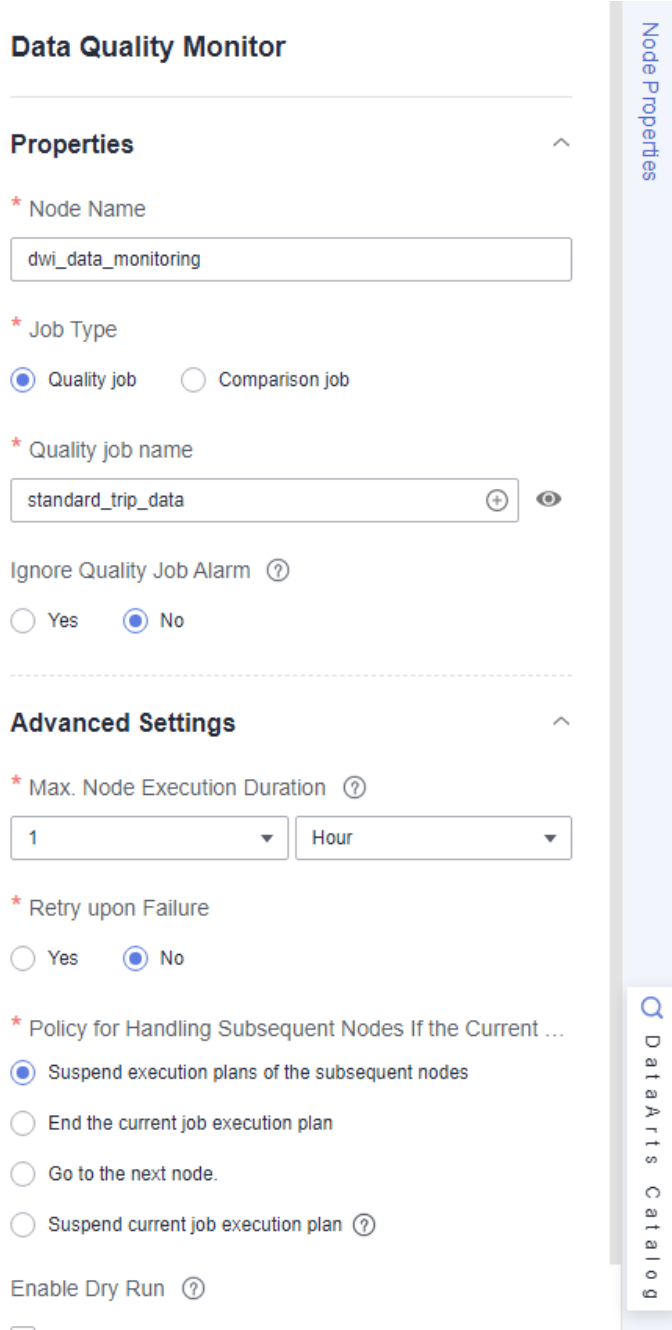 Data Quality Monitor
Properties
* Node Name
dwi_data_monitoring
* Job Type
Quality job Comparison job
* Quality job name
standard_trip_data
Ignore Quality Job Alarm ?
Yes No
Advanced Settings
* Max. Node Execution Duration ?
1 Hour
* Retry upon Failure
Yes No
* Policy for Handling Subsequent Nodes If the Current ...
Suspend execution plans of the subsequent nodes
End the current job execution plan
Go to the next node.
Suspend current job execution plan ?
Enable Dry Run ?
Node Properties
DataArts Catalog